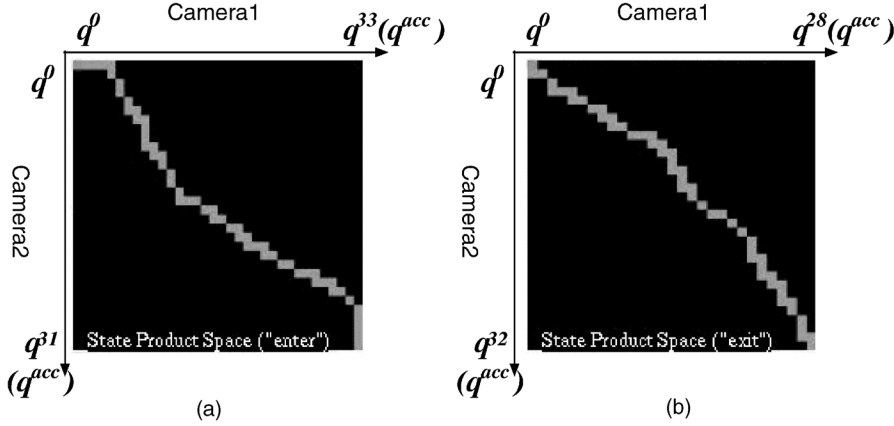 Camera1
q^0 q^33(q^acc)
q^0
Camera2
q^31
(q^acc)
State Product Space ("enter")
(a)
Camera1
q^0 q^28(q^acc)
q^0
Camera2
q^32
(q^acc)
State Product Space ("exit")
(b)